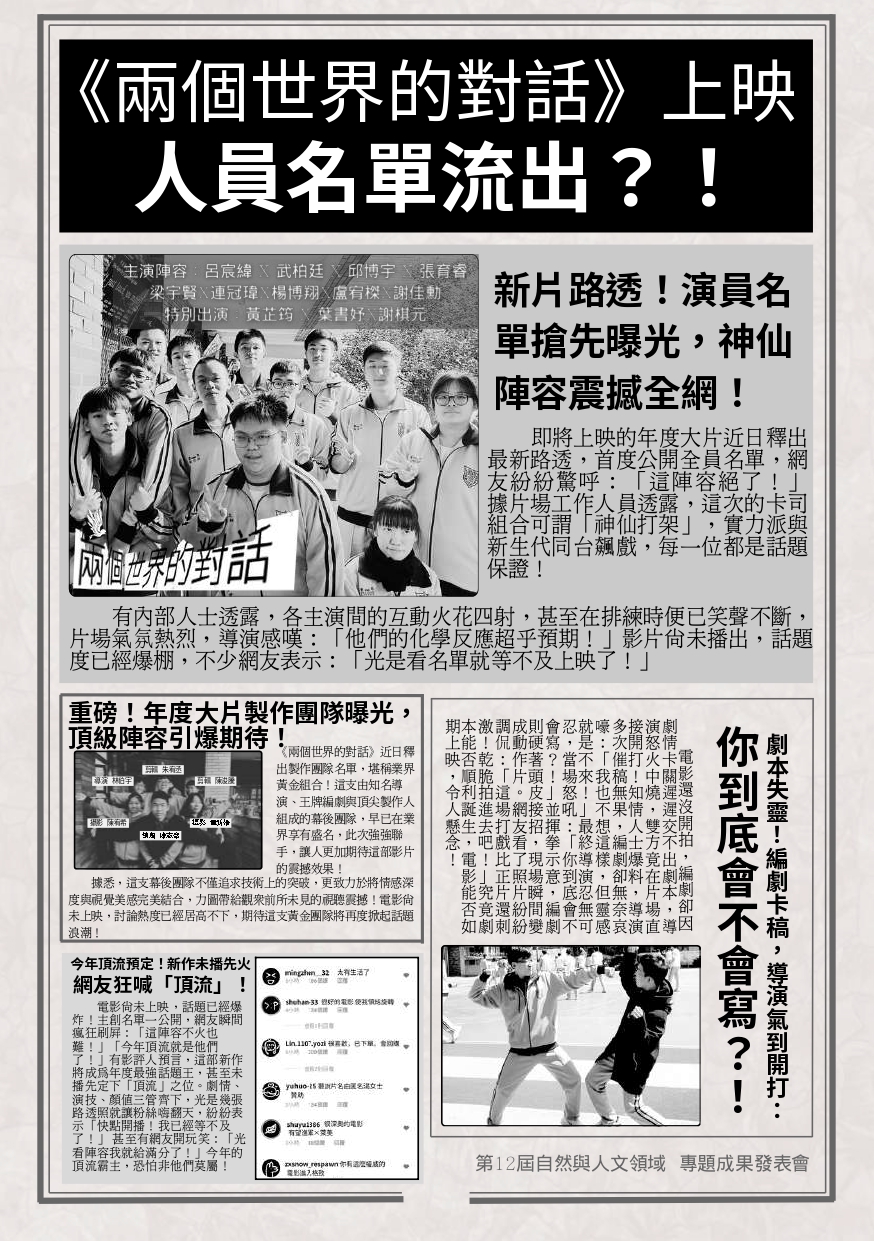 《兩個世界的對話》上映
人員名單流出？！
主演陣容：呂宸緯 X 武柏廷 X 邱博宇 X 張育睿
梁宇賢X連冠瑋X楊博翔X盧宥榤X謝佳勳
特別出演：黃芷筠 X 葉書妤X謝棋元
兩個世界的對話
新片路透！演員名
單搶先曝光，神仙
陣容震撼全網！
即將上映的年度大片近日釋出
最新路透，首度公開全員名單，網
友紛紛驚呼：「這陣容絕了！」
據片場工作人員透露，這次的卡司
組合可謂「神仙打架」，實力派與
新生代同台飆戲，每一位都是話題
保證！
有內部人士透露，各主演間的互動火花四射，甚至在排練時便已笑聲不斷，
片場氣氛熱烈，導演感嘆：「他們的化學反應超乎預期！」影片尚未播出，話題
度已經爆棚，不少網友表示：「光是看名單就等不及上映了！」
重磅！年度大片製作團隊曝光，
頂級陣容引爆期待！
剪輯 朱宥丞
導演 林柏宇
剪輯 陳浚騰
攝影 陳宥希
《兩個世界的對話》近日釋
出製作團隊名單，堪稱業界
黃金組合！這支由知名導
演、王牌編劇與頂尖製作人
組成的幕後團隊，早已在業
界享有盛名，此次強強聯
手，讓人更加期待這部影片
的震撼效果！
據悉，這支幕後團隊不僅追求技術上的突破，更致力於將情感深
度與視覺美感完美結合，力圖帶給觀眾前所未見的視聽震撼！電影尚
未上映，討論熱度已經居高不下，期待這支黃金團隊將再度掀起話題
浪潮！
今年頂流預定！新作未播先火
網友狂喊「頂流」！
電影尚未上映，話題已經爆
炸！主創名單一公開，網友瞬間
瘋狂刷屏：「這陣容不火也
難！」「今年頂流就是他們
了！」有影評人預言，這部新作
將成為年度最強話題王，甚至未
播先定下「頂流」之位。劇情、
演技、顏值三管齊下，光是幾張
路透照就讓粉絲嗨翻天，紛紛表
示「快點開播！我已經等不及
了！」甚至有網友開玩笑：「光
看陣容我就給滿分了！」今年的
頂流霸主，恐怕非他們莫屬！
mingzhen__32 太有生活了
shuhan-33 很好的電影 使我領略旋轉
Lin.1107.yozi 很喜歡，已下單，會回購
yuhuo-15 聽說片名由匿名湯女士
贊助
shuyu1386 很深奧的電影
有望進軍×萊美
zxsnow_respawn 你有這麼權威的
電影進入格致
劇本失靈！編劇卡稿，導演氣到開打：
你到底會不會寫？！
電影還沒開拍，編劇卻因
劇情卡關遲遲交不出劇本，導
演怒火中燒，雙方竟在片場直
接開打！知情人士爆料，導演
多次催稿無果，編劇卻無奈哀
嚎：「我也不想這樣，但靈感
就是不來！」最終導演忍無可
忍，當場怒吼：「你到底會不
會寫？！」並揮拳示意，編劇
則硬著頭皮接招，現場瞬間變
成動作片。網友看了照片紛紛
調侃：「這場打戲比正片還刺
激！乾脆拍進去吧！」究竟劇
本能否順利誕生？電影能否如
期上映，令人懸念！
第12屆自然與人文領域 專題成果發表會